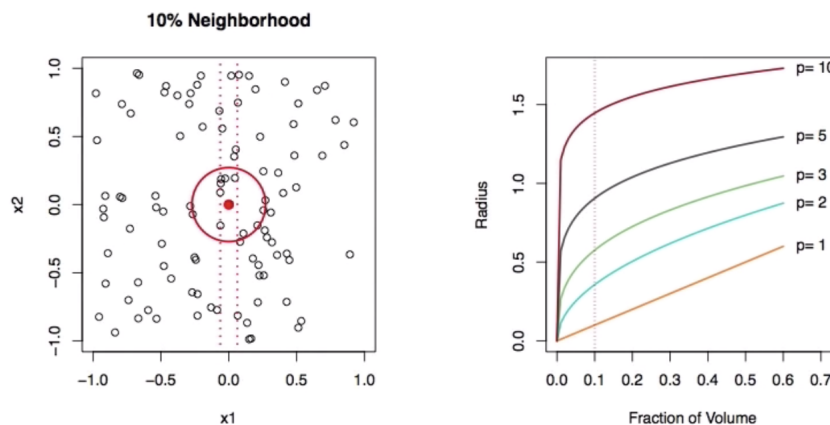 10% Neighborhood
x2
1.0
0.5
0.0
−0.5
−1.0
−1.0 −0.5 0.0 0.5 1.0
x1
Radius
1.5
1.0
0.5
0.0
p= 10
p= 5
p= 3
p= 2
p= 1
0.0 0.1 0.2 0.3 0.4 0.5 0.6 0.7
Fraction of Volume